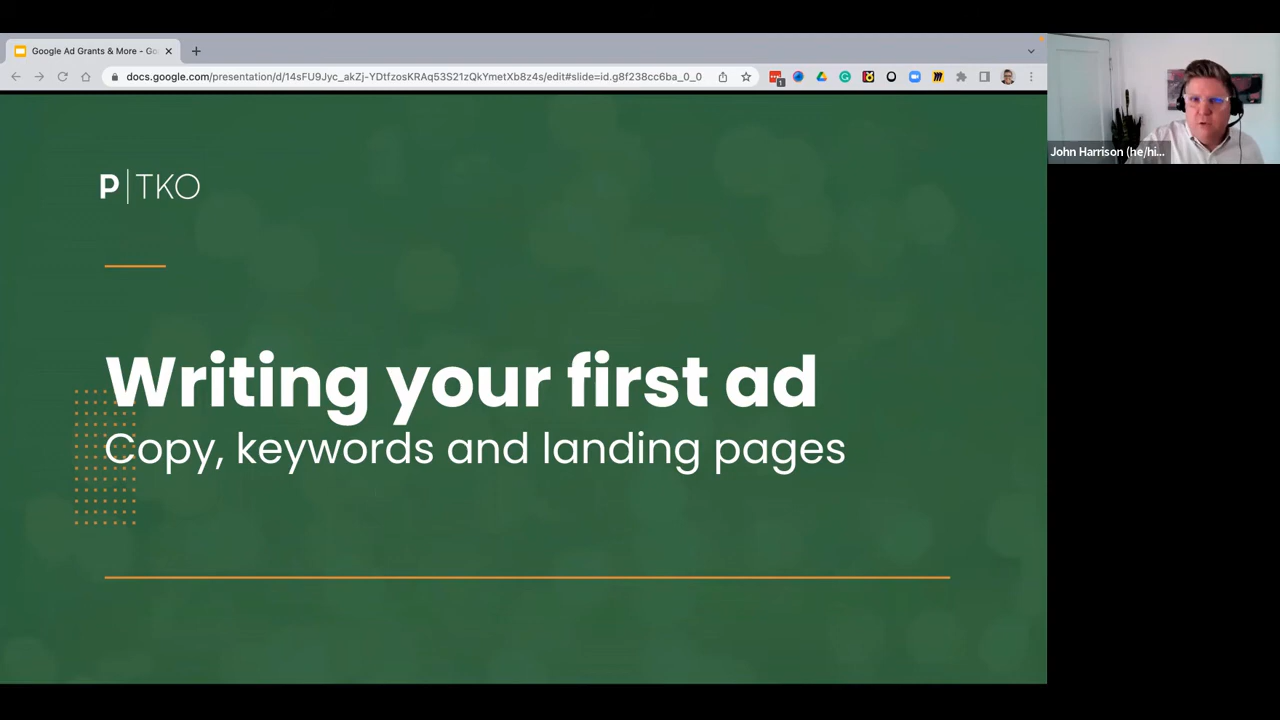 Google Ad Grants & More - Go
docs.google.com/presentation/d/14sFU9Jyc_akZj-YDtfzosKRAq53S21zQkYmetXb8z4s/edit#slide=id.g8f238cc6ba_0_0
1
John Harrison (he/hi...
P|TKO
Writing your first ad
Copy, keywords and landing pages